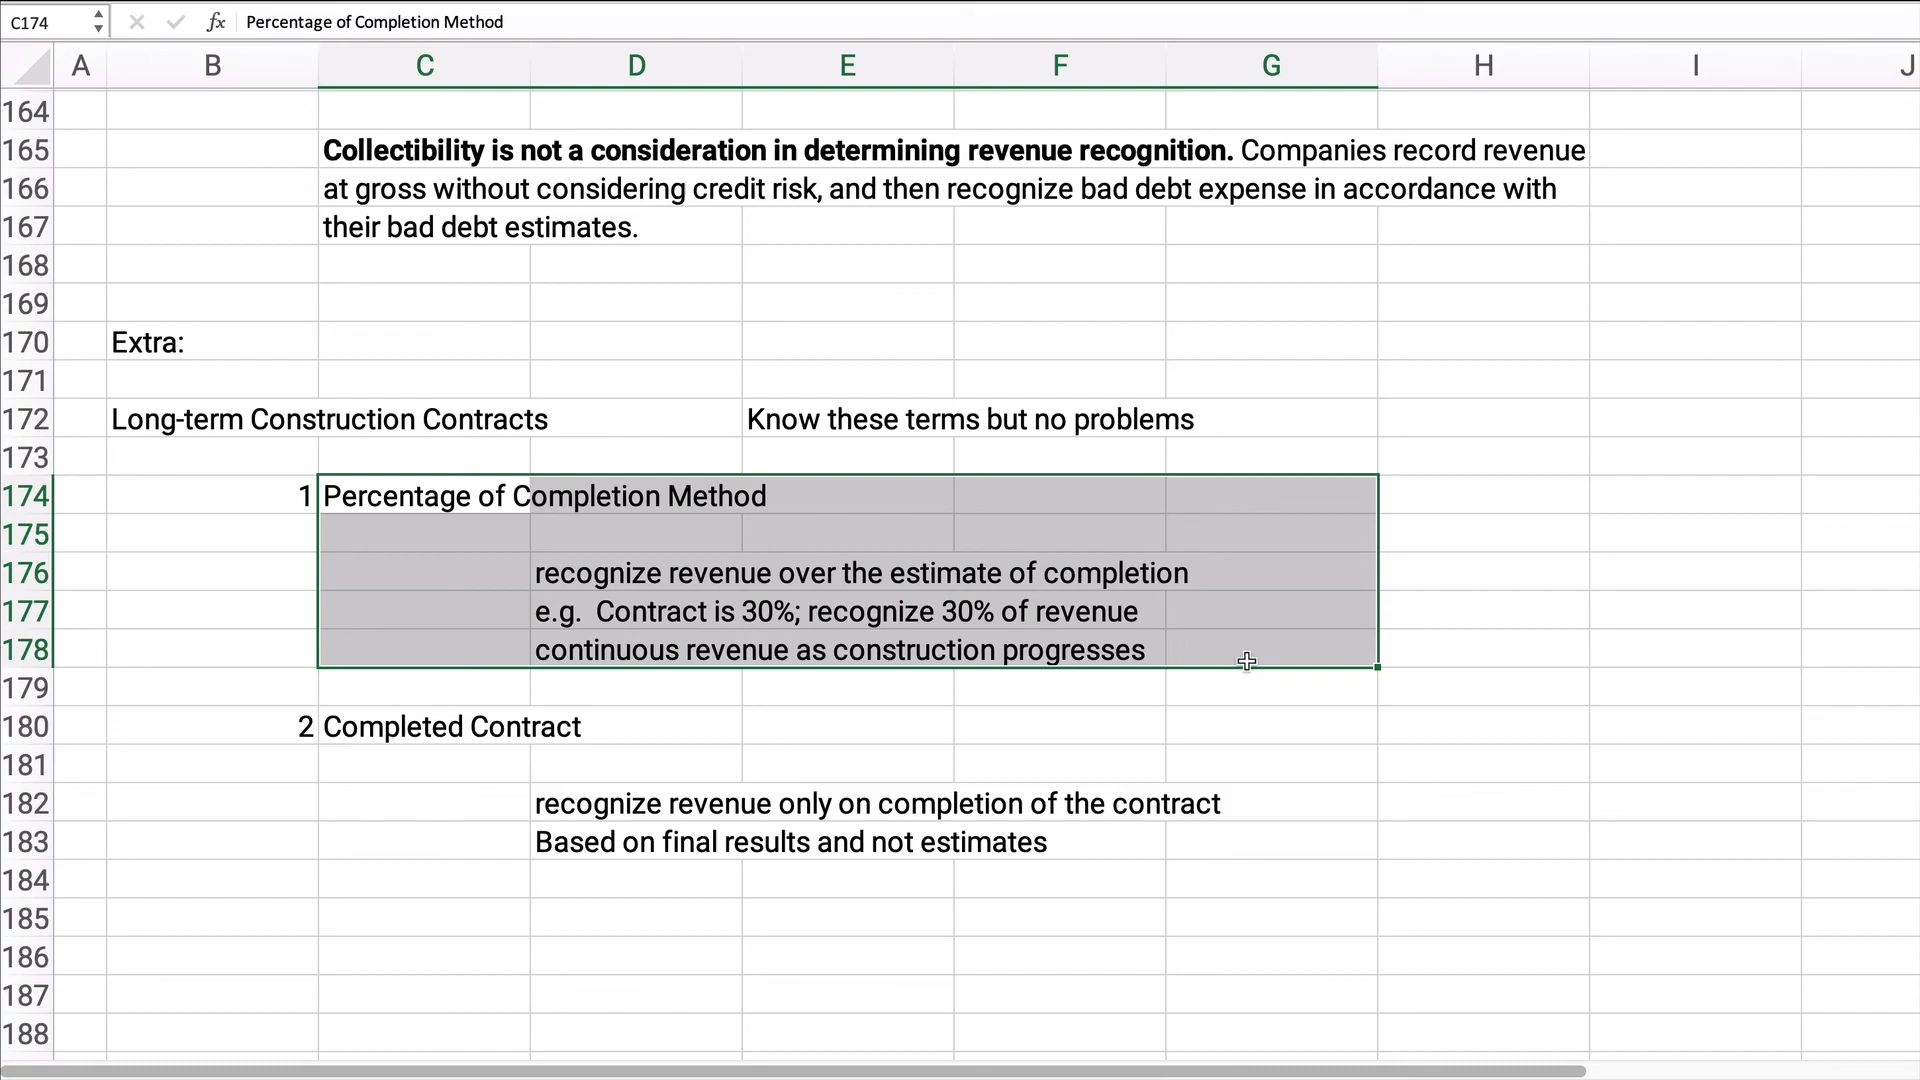 C174 fx Percentage of Completion Method
A B C D E F G H I J
164
165 Collectibility is not a consideration in determining revenue recognition. Companies record revenue
166 at gross without considering credit risk, and then recognize bad debt expense in accordance with
167 their bad debt estimates.
168
169
170 Extra:
171
172 Long-term Construction Contracts Know these terms but no problems
173
174 1 Percentage of Completion Method
175
176 recognize revenue over the estimate of completion
177 e.g.  Contract is 30%; recognize 30% of revenue
178 continuous revenue as construction progresses
179
180 2 Completed Contract
181
182 recognize revenue only on completion of the contract
183 Based on final results and not estimates
184
185
186
187
188